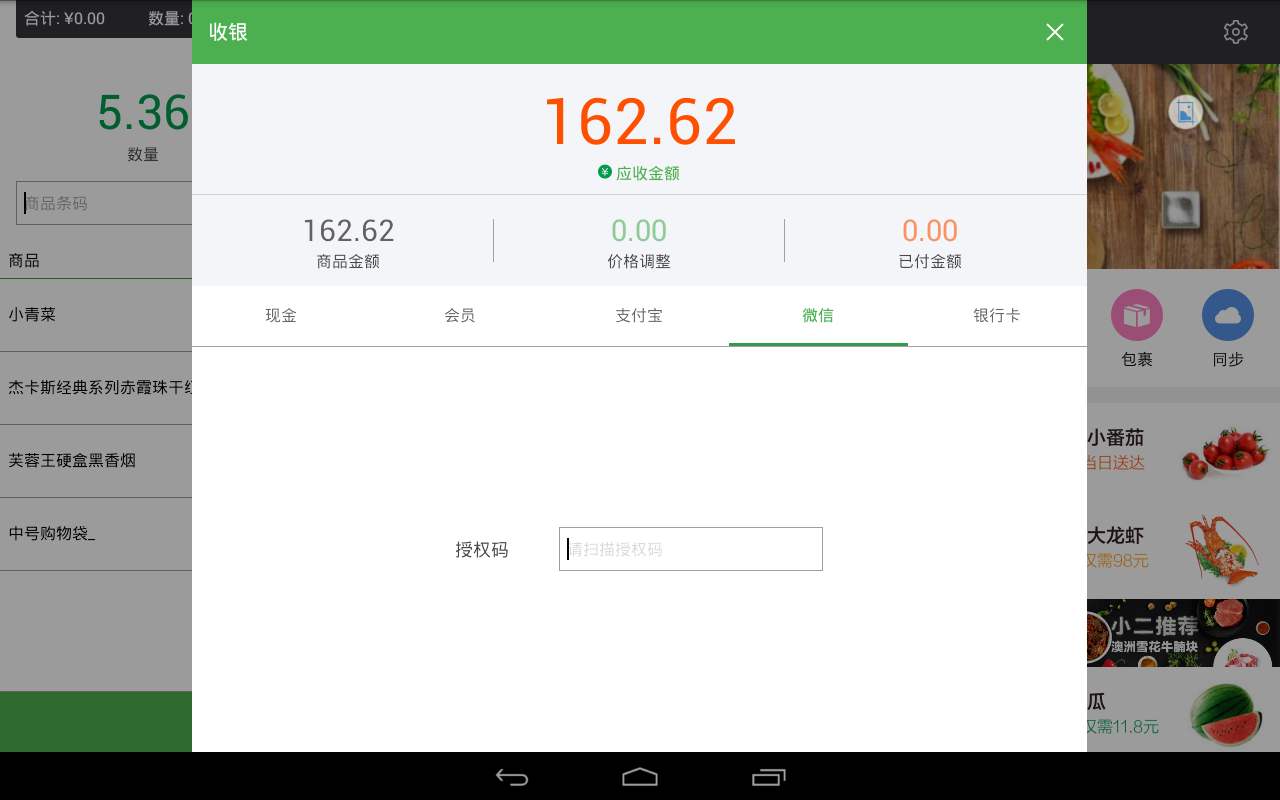 合计: ¥0.00
数量: 0
收银
5.36
数量
商品条码
商品
小青菜
杰卡斯经典系列赤霞珠干红
芙蓉王硬盒黑香烟
中号购物袋_
162.62
¥ 应收金额
162.62
商品金额
0.00
价格调整
0.00
已付金额
现金
会员
支付宝
微信
银行卡
授权码
请扫描授权码
包裹
同步
小番茄
当日送达
大龙虾
仅需98元
小二推荐
澳洲雪花牛腩块
瓜
仅需11.8元